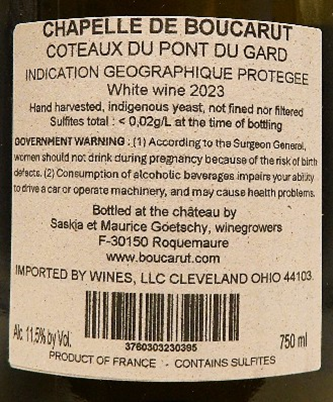 CHAPELLE DE BOUCARUT
COTEAUX DU PONT DU GARD
INDICATION GEOGRAPHIQUE PROTEGEE
White wine 2023
Hand harvested, indigenous yeast, not fined nor filtered
Sulfites total : < 0,02g/L at the time of bottling
GOVERNMENT WARNING : (1) According to the Surgeon General,
women should not drink during pregnancy because of the risk of birth
defects. (2) Consumption of alcoholic beverages impairs your ability
to drive a car or operate machinery, and may cause health problems.
Bottled at the château by
Saskia et Maurice Goetschy, winegrowers
F-30150 Roquemaure
www.boucarut.com
IMPORTED BY WINES, LLC CLEVELAND OHIO 44103
Alc 11,5% by Vol.
3760303230395
750 ml
PRODUCT OF FRANCE - CONTAINS SULFITES